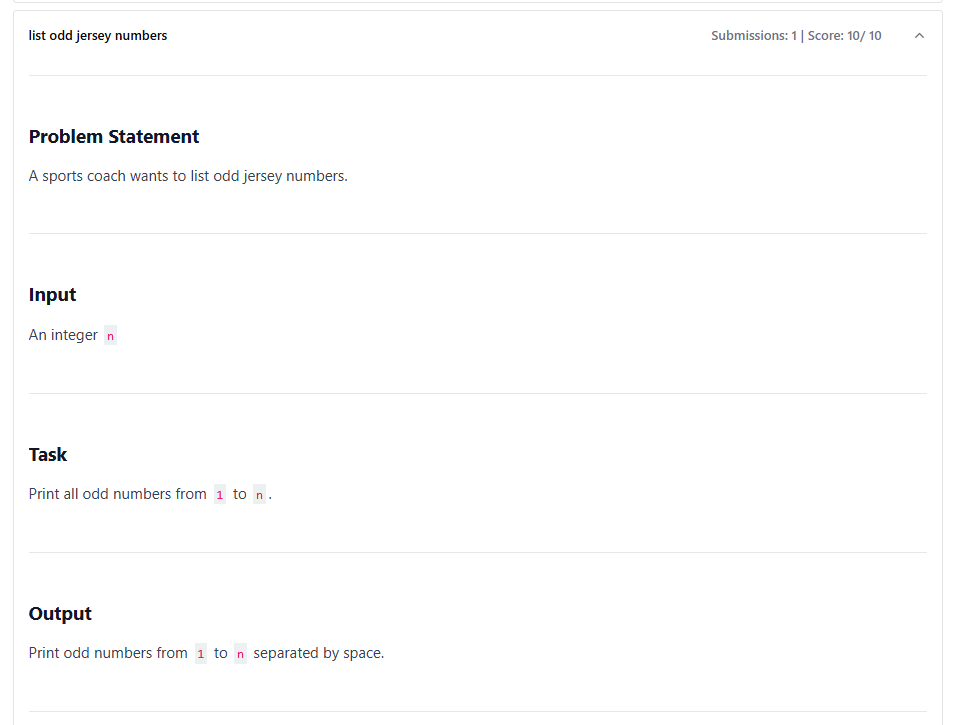 list odd jersey numbers
Submissions: 1 | Score: 10/ 10
Problem Statement
A sports coach wants to list odd jersey numbers.
Input
An integer n
Task
Print all odd numbers from 1 to n.
Output
Print odd numbers from 1 to n separated by space.